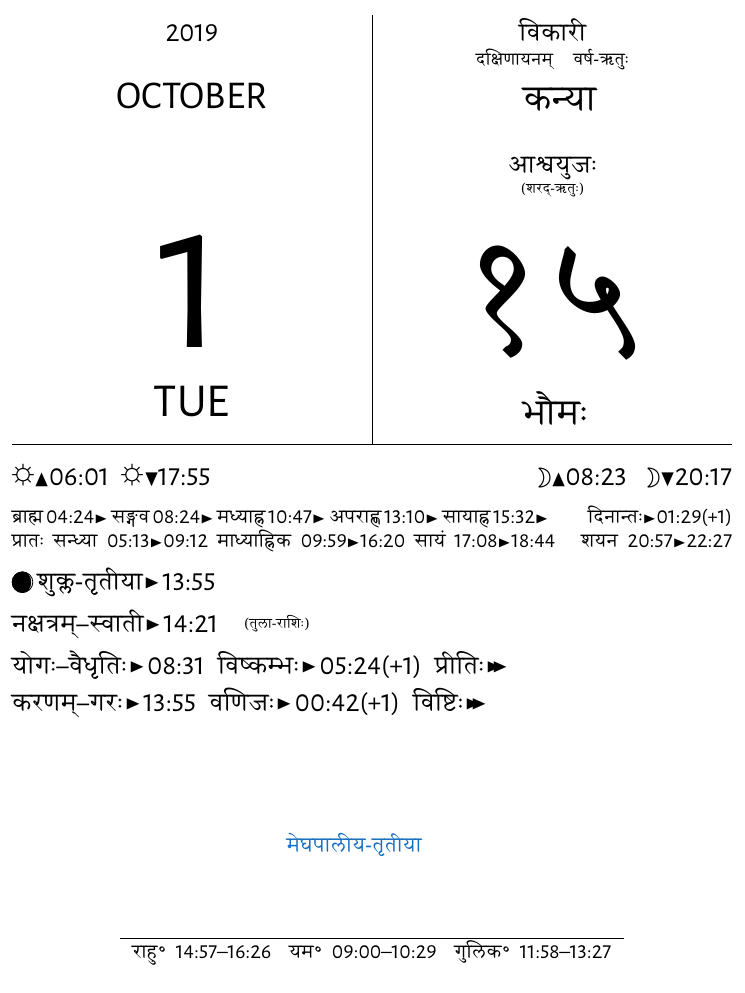 2019
OCTOBER
1
TUE
विकारी
दक्षिणायनम् वर्ष-ऋतुः
कन्या
आश्वयुजः
(शरद्-ऋतुः)
१५
भौमः
☼▲06:01 ☼▼17:55 ☽▲08:23 ☽▼20:17
ब्राह्म 04:24► सङ्गव 08:24► मध्याह्न 10:47► अपराह्ण 13:10► सायाह्न 15:32► दिनान्तः►01:29(+1)
प्रातः सन्ध्या 05:13►09:12 माध्याह्निक 09:59►16:20 सायं 17:08►18:44 शयन 20:57►22:27
शुक्ल-तृतीया►13:55
नक्षत्रम्–स्वाती►14:21 (तुला-राशिः)
योगः–वैधृतिः►08:31 विष्कम्भः►05:24(+1) प्रीतिः►►
करणम्–गरः►13:55 वणिजः►00:42(+1) विष्टिः►►
मेघपालीय-तृतीया
राहु° 14:57–16:26 यम° 09:00–10:29 गुलिक° 11:58–13:27